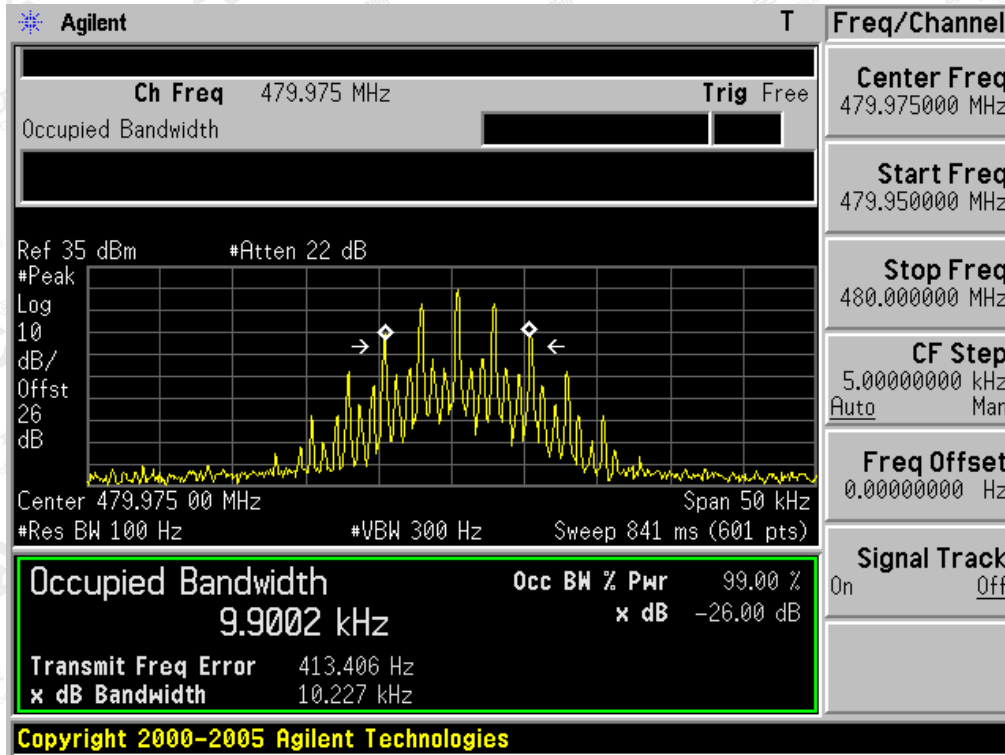 Agilent T
Freq/Channel
Ch Freq 479.975 MHz Trig Free
Occupied Bandwidth
Center Freq
479.975000 MHz
Start Freq
479.950000 MHz
Stop Freq
480.000000 MHz
CF Step
5.00000000 kHz
Auto Man
Freq Offset
0.00000000 Hz
Signal Track
On Off
Ref 35 dBm #Atten 22 dB
#Peak
Log
10
dB/
Offst
26
dB
Center 479.975 00 MHz Span 50 kHz
#Res BW 100 Hz #VBW 300 Hz Sweep 841 ms (601 pts)
Occupied Bandwidth Occ BW % Pwr 99.00 %
9.9002 kHz x dB -26.00 dB
Transmit Freq Error 413.406 Hz
x dB Bandwidth 10.227 kHz
Copyright 2000-2005 Agilent Technologies